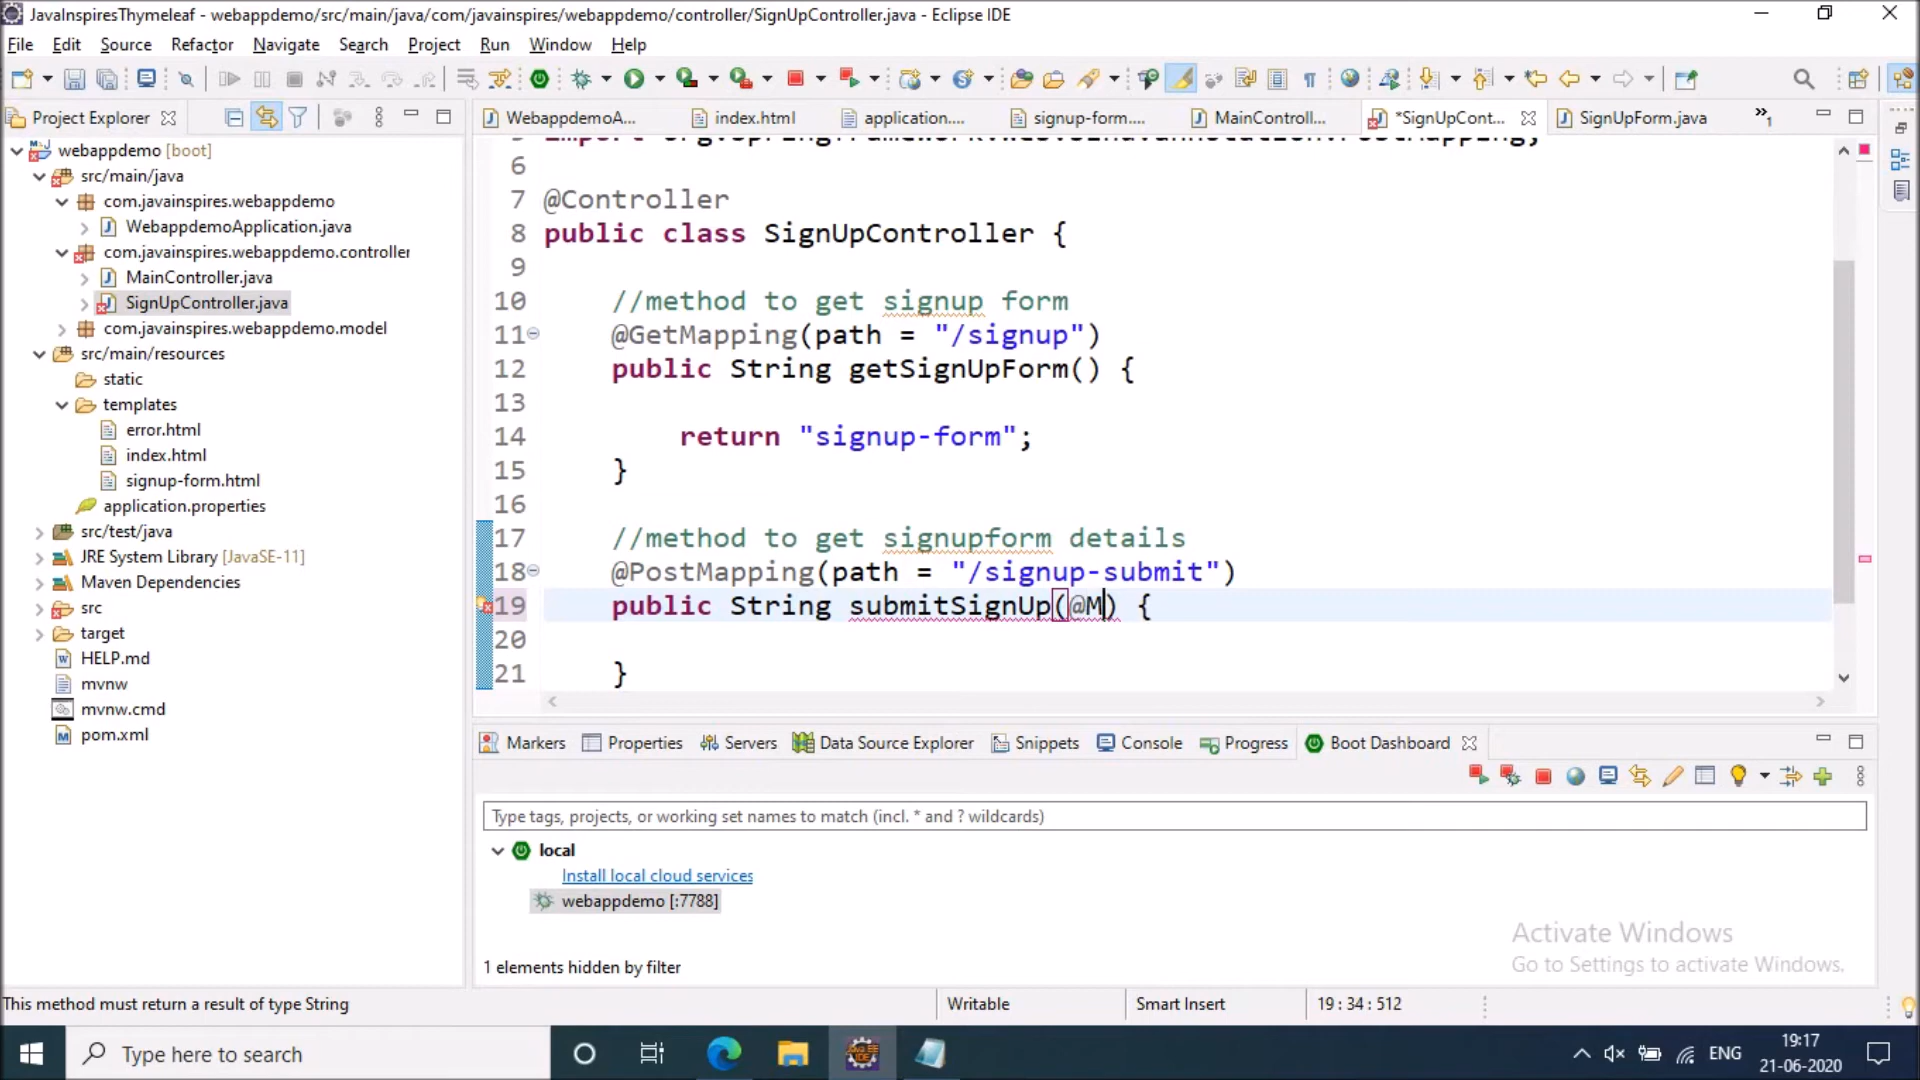 JavaInspiresThymeleaf - webappdemo/src/main/java/com/javainspires/webappdemo/controller/SignUpController.java - Eclipse IDE
File Edit Source Refactor Navigate Search Project Run Window Help
Project Explorer
WebappdemoA...
index.html
application....
signup-form....
MainControll...
*SignUpCont...
SignUpForm.java
»1
webappdemo [boot]
src/main/java
com.javainspires.webappdemo
WebappdemoApplication.java
com.javainspires.webappdemo.controller
MainController.java
SignUpController.java
com.javainspires.webappdemo.model
src/main/resources
static
templates
error.html
index.html
signup-form.html
application.properties
src/test/java
JRE System Library [JavaSE-11]
Maven Dependencies
src
target
HELP.md
mvnw
mvnw.cmd
pom.xml
6
7 @Controller
8 public class SignUpController {
9
10 //method to get signup form
11 @GetMapping(path = "/signup")
12 public String getSignUpForm() {
13
14 return "signup-form";
15 }
16
17 //method to get signupform details
18 @PostMapping(path = "/signup-submit")
19 public String submitSignUp(@M) {
20
21 }
Markers Properties Servers Data Source Explorer Snippets Console Progress Boot Dashboard
Type tags, projects, or working set names to match (incl. * and ? wildcards)
local
Install local cloud services
webappdemo [:7788]
1 elements hidden by filter
Activate Windows
Go to Settings to activate Windows.
This method must return a result of type String
Writable
Smart Insert
19 : 34 : 512
Type here to search
ENG
19:17
21-06-2020